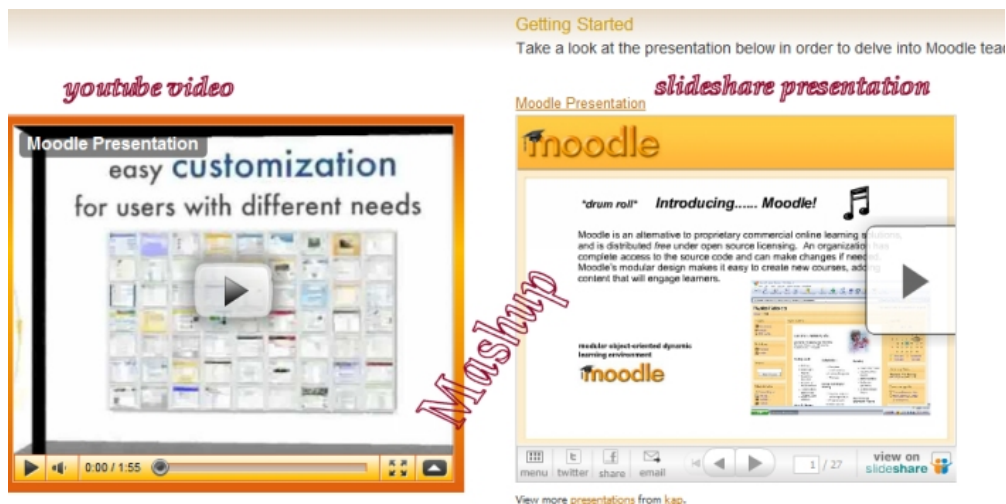 Getting Started
Take a look at the presentation below in order to delve into Moodle
youtube video
slideshare presentation
Moodle Presentation
Moodle Presentation
easy customization
for users with different needs
0:00 / 1:55
Mashup
moodle
"drum roll" Introducing...... Moodle!
Moodle is an alternative to proprietary commercial online learning solutions,
and is distributed free under open source licensing. An organization has
complete access to the source code and can make changes if needed.
Moodle's modular design makes it easy to create new courses, adding
content that will engage learners.
modular object-oriented dynamic
learning environment
moodle
menu twitter share email
1 / 27
view on
slideshare
View more presentations from kap.